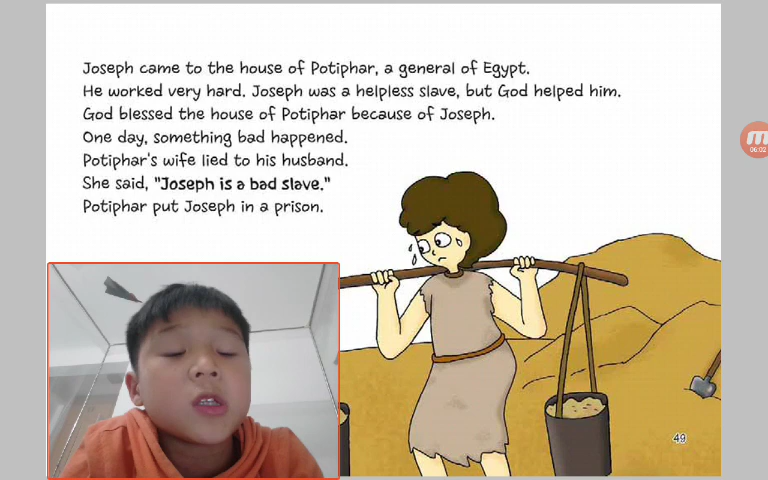 Joseph came to the house of Potiphar, a general of Egypt.
He worked very hard. Joseph was a helpless slave, but God helped him.
God blessed the house of Potiphar because of Joseph.
One day, something bad happened.
Potiphar's wife lied to his husband.
She said, "Joseph is a bad slave."
Potiphar put Joseph in a prison.
06:02
49